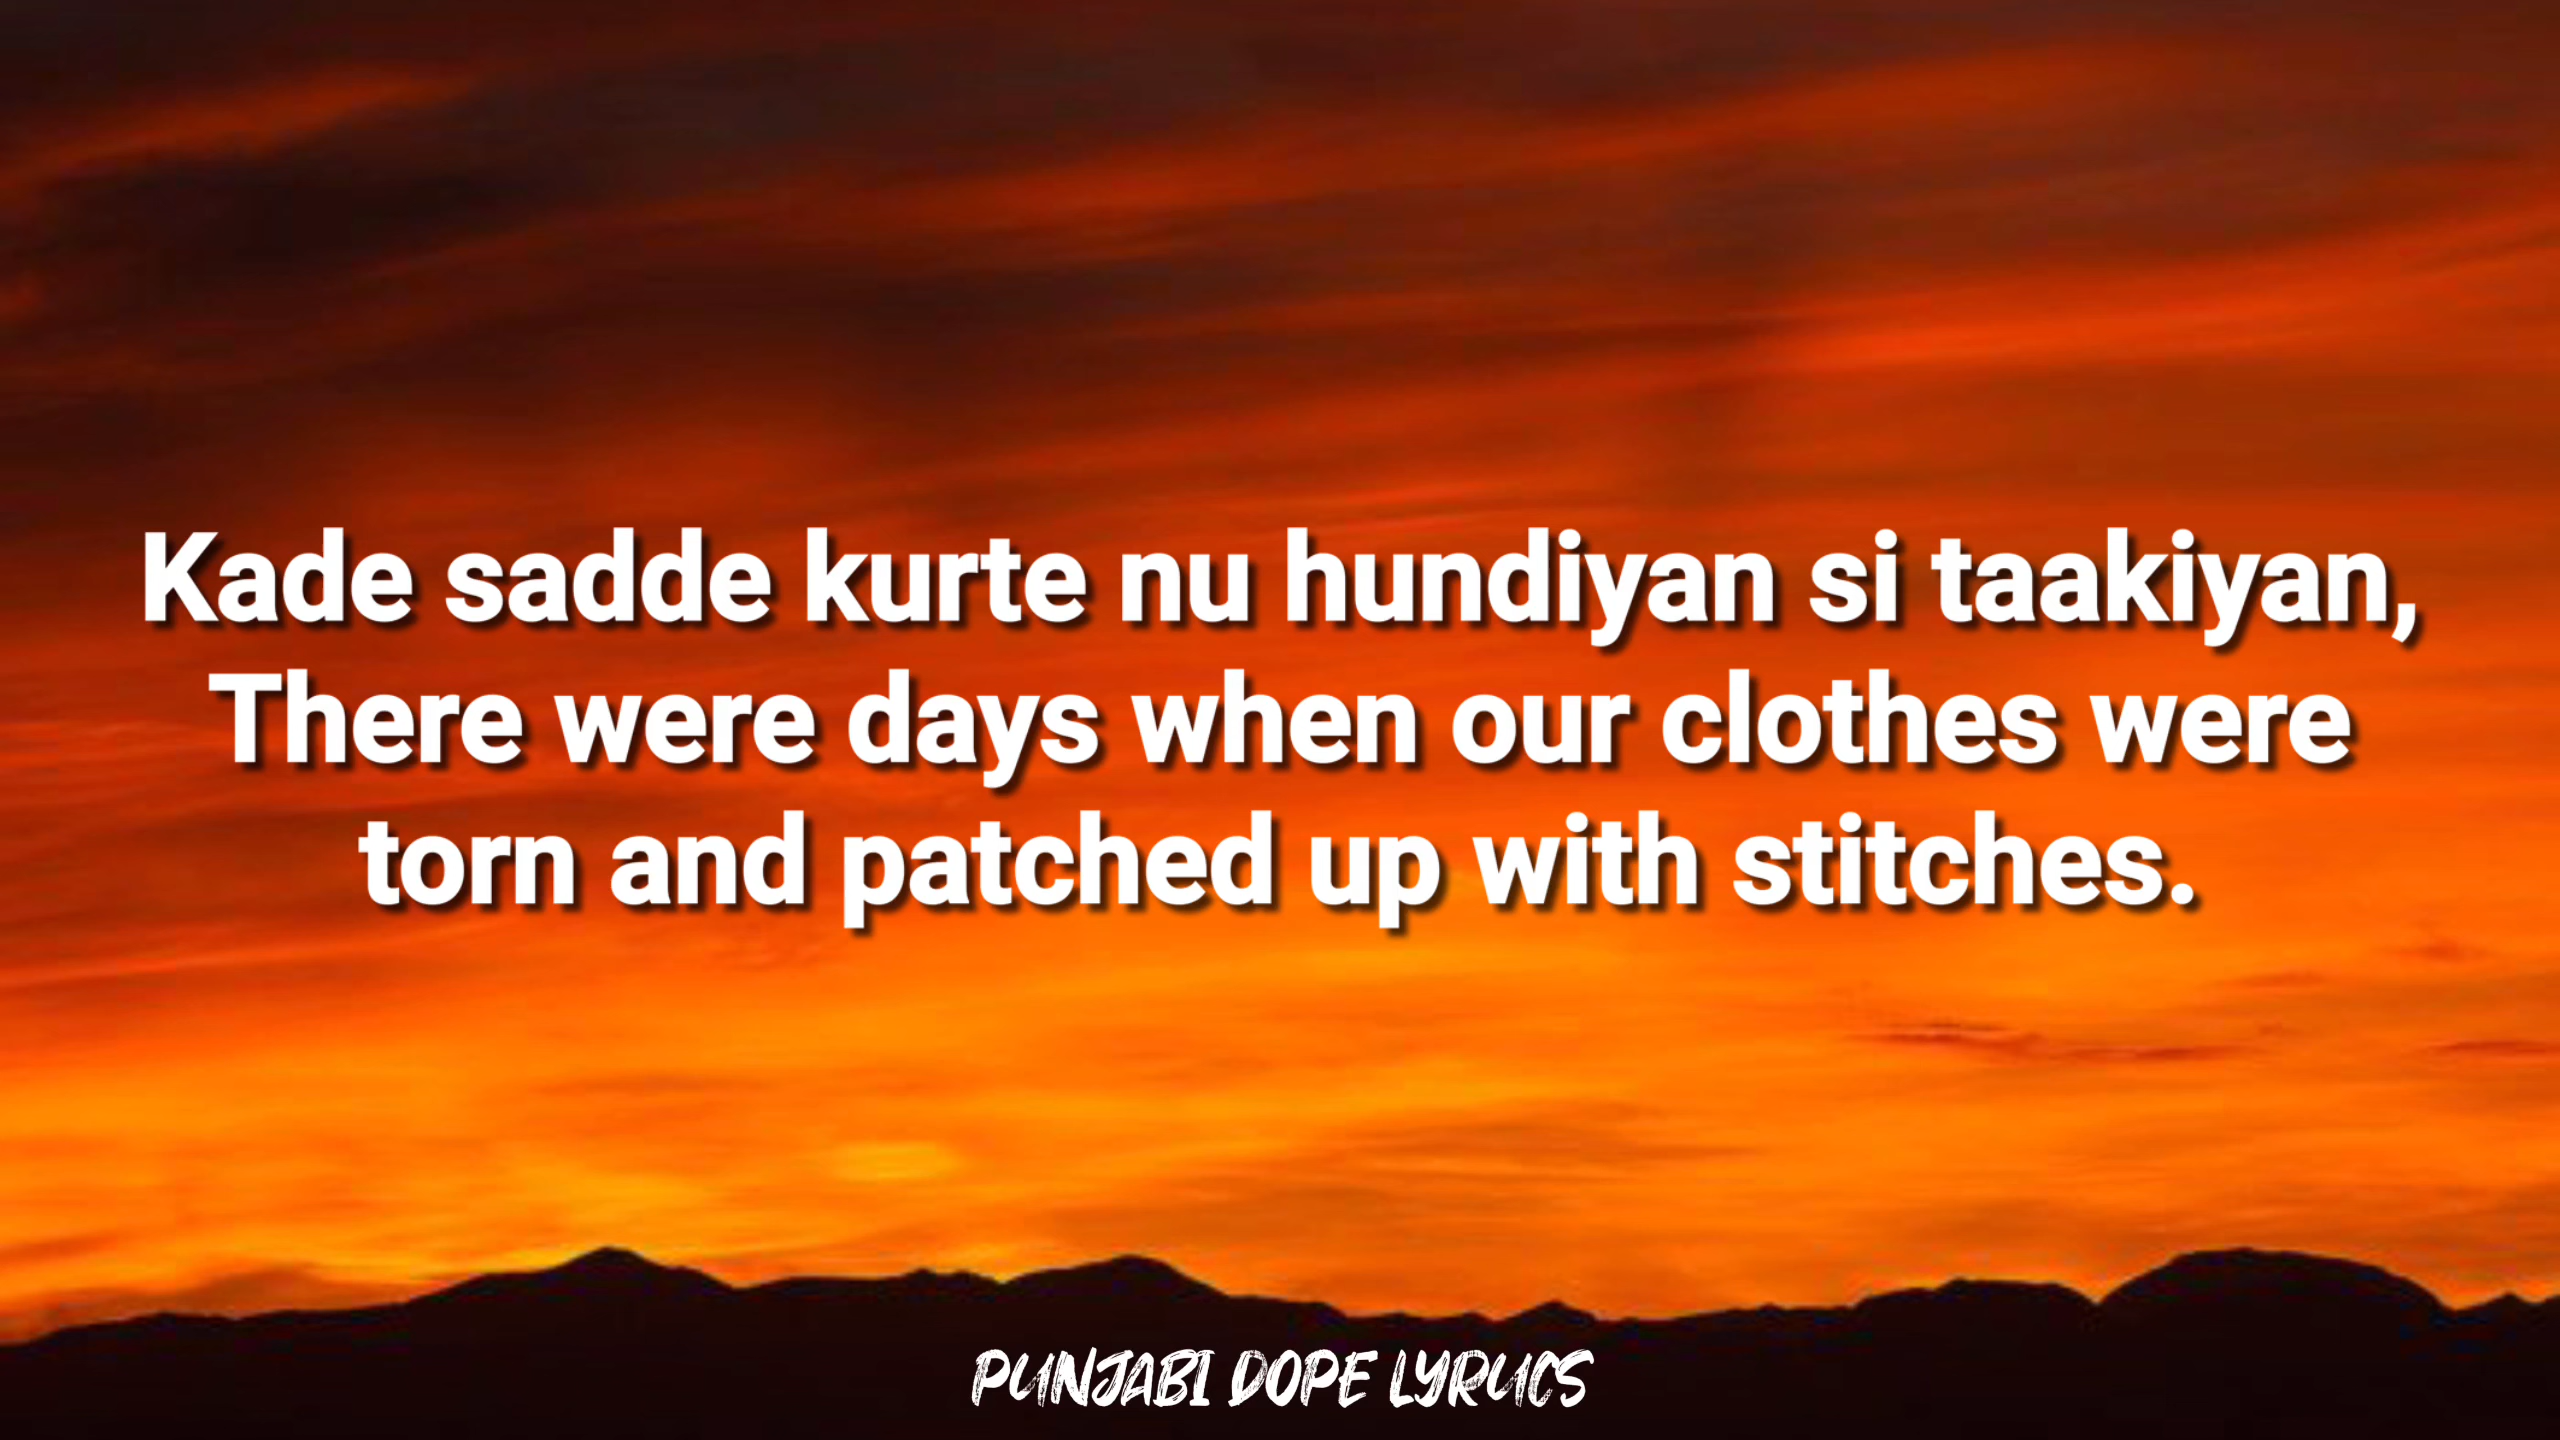 Kade sadde kurte nu hundiyan si taakiyan,
There were days when our clothes were
torn and patched up with stitches.
PUNJABI DOPE LYRICS